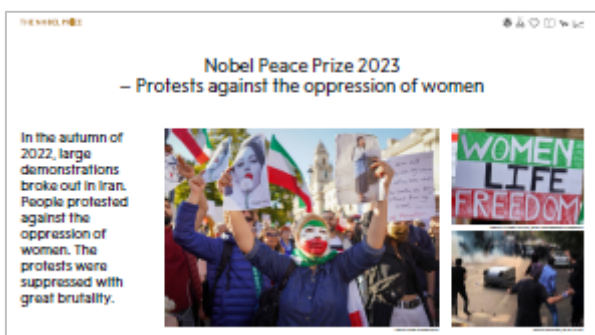 THE NOBEL PRIZE
Nobel Peace Prize 2023
– Protests against the oppression of women
In the autumn of
2022, large
demonstrations
broke out in Iran.
People protested
against the
oppression of
women. The
protests were
suppressed with
great brutality.
WOMEN
LIFE
FREEDOM